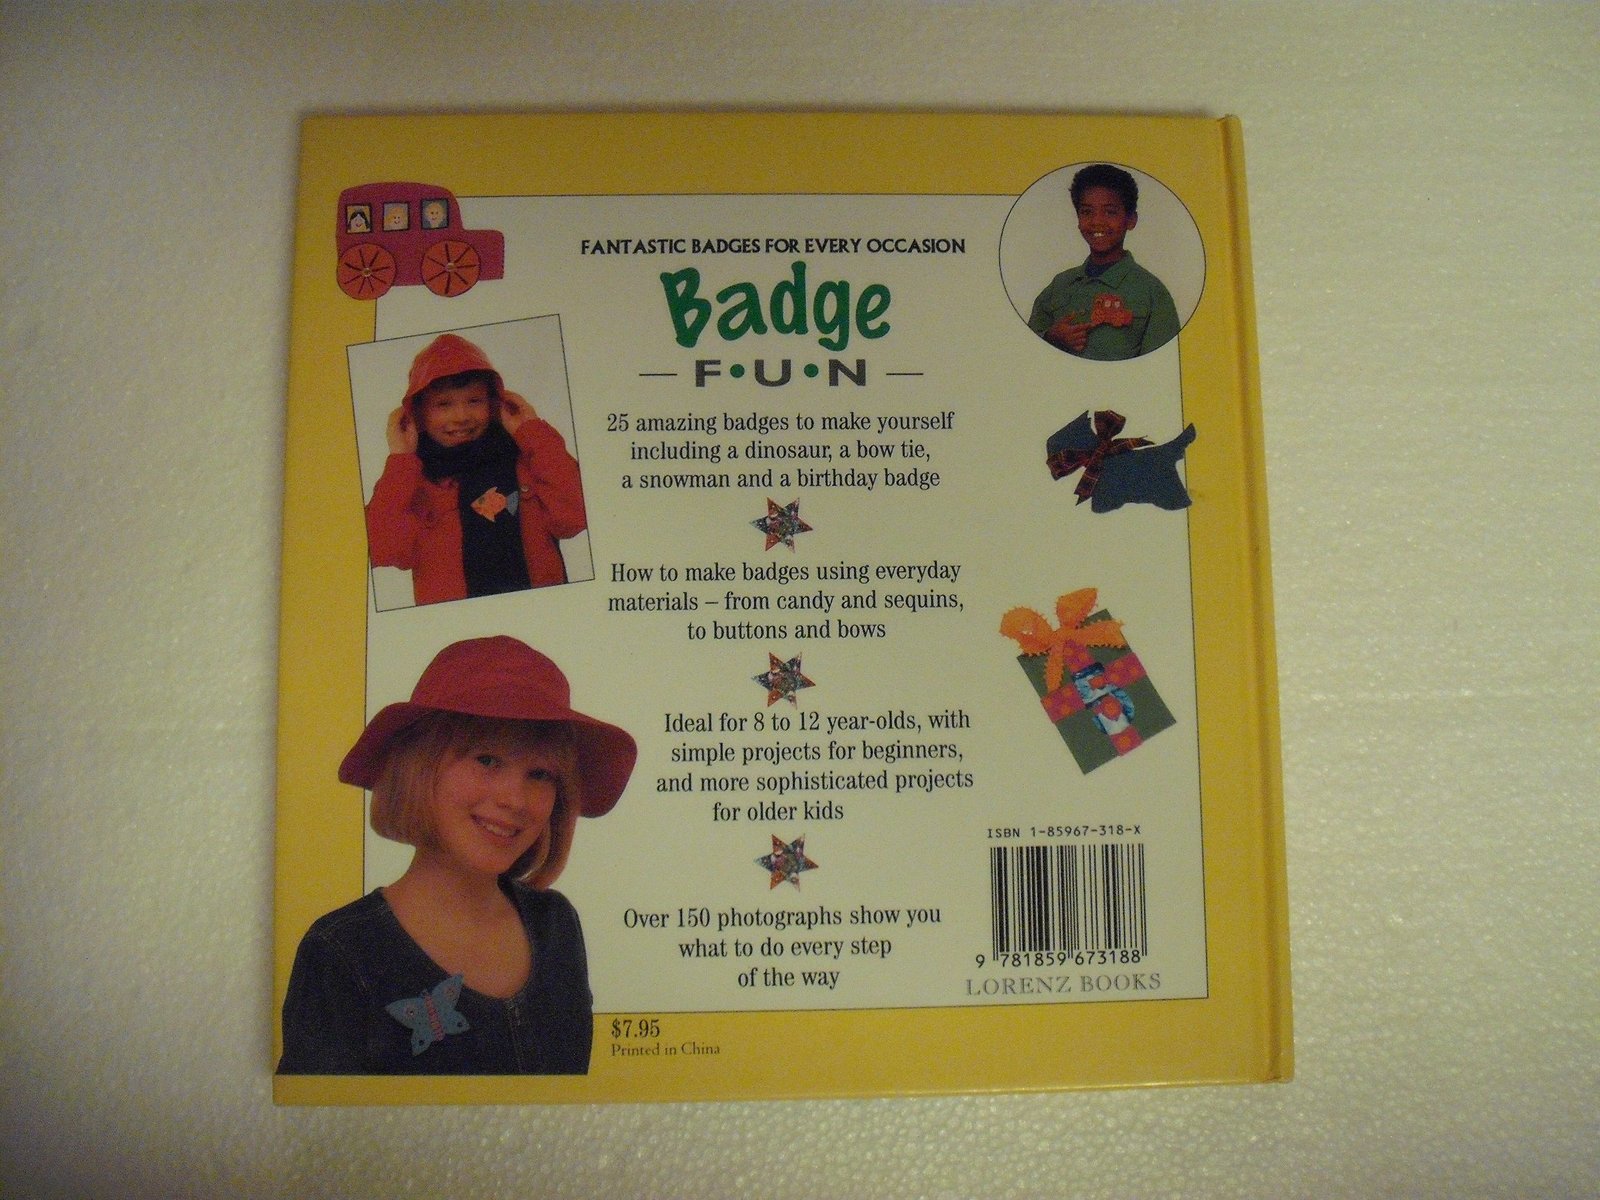 FANTASTIC BADGES FOR EVERY OCCASION
Badge
— F•U•N —
25 amazing badges to make yourself
including a dinosaur, a bow tie,
a snowman and a birthday badge
How to make badges using everyday
materials – from candy and sequins,
to buttons and bows
Ideal for 8 to 12 year-olds, with
simple projects for beginners,
and more sophisticated projects
for older kids
Over 150 photographs show you
what to do every step
of the way
ISBN 1-85967-318-X
9 781859 673188
LORENZ BOOKS
$7.95
Printed in China